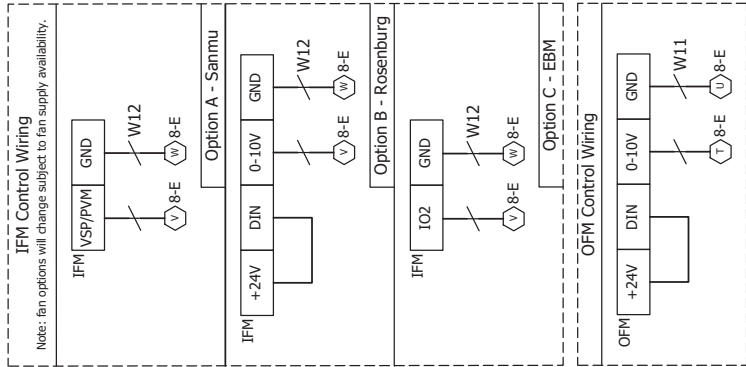 IFM Control Wiring
Note: fan options will change subject to fan supply availability.
IFM
VSP/PVM GND
W12
V 8-E W 8-E
Option A - Sanmu
IFM
+24V DIN 0-10V GND
W12
V 8-E W 8-E
Option B - Rosenburg
IFM
IO2 GND
W12
V 8-E W 8-E
Option C - EBM
OFM Control Wiring
OFM
+24V DIN 0-10V GND
W11
T 8-E U 8-E